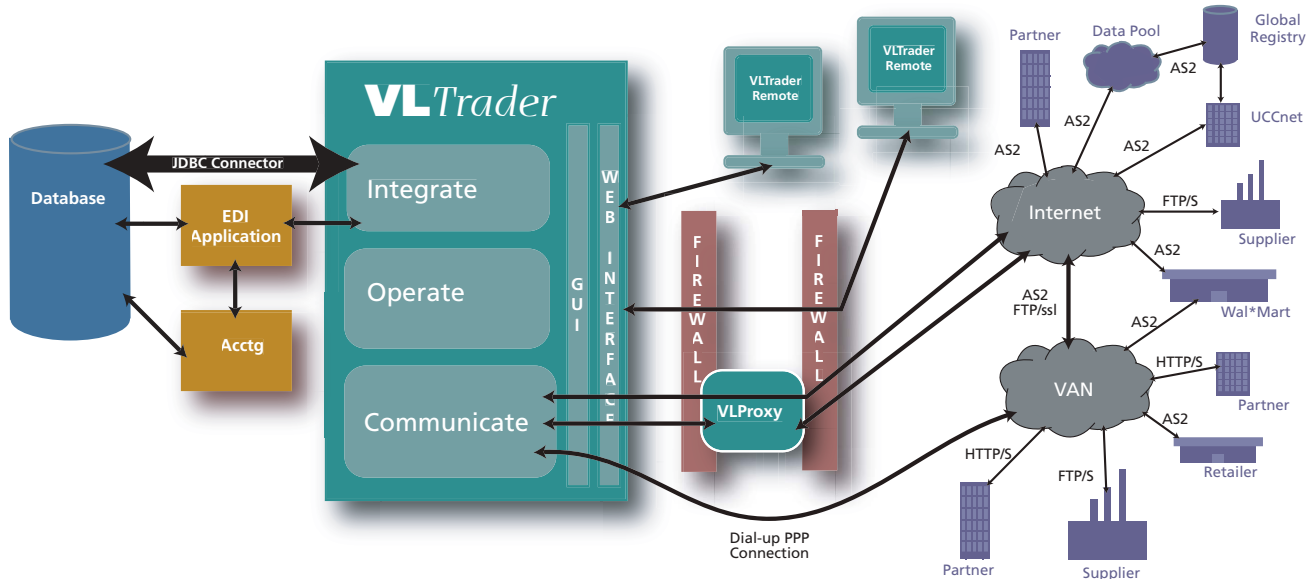 VLTrader
Database
JDBC Connector
EDI
Application
Acctg
Integrate
Operate
Communicate
GUI
WEB INTERFACE
VLTrader
Remote
VLTrader
Remote
FIREWALL
FIREWALL
VLProxy
Dial-up PPP
Connection
Partner
Data Pool
Global
Registry
AS2
UCCnet
AS2
AS2
AS2
Internet
FTP/S
Supplier
AS2
Wal*Mart
AS2
FTP/ssl
AS2
VAN
HTTP/S
Partner
AS2
Retailer
HTTP/S
FTP/S
Partner
Supplier